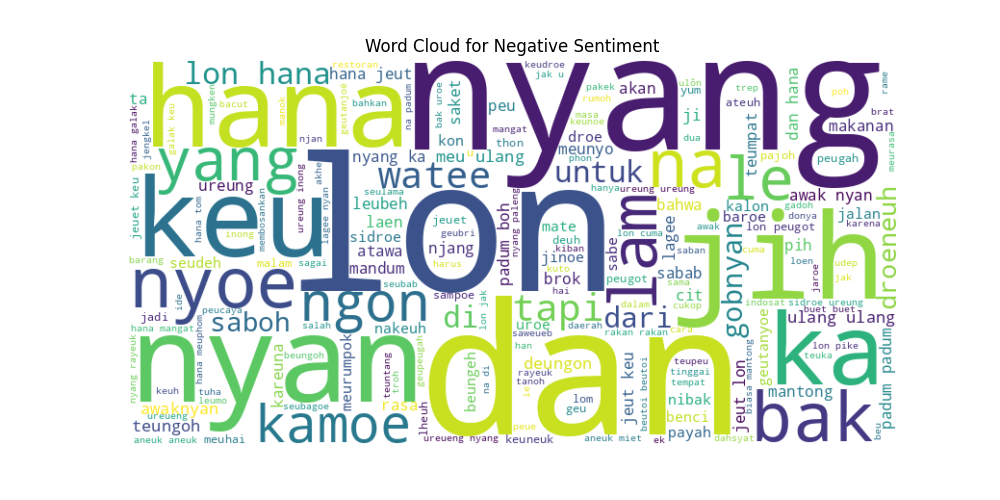 Word Cloud for Negative Sentiment
nyang
lon
dan
hana
jih
keu
nyan
ka
nyoe
bak
yang
na
le
lam
ngon
kamoe
tapi
di
dari
untuk
watee
lon hana
hana jeut
restoran
keudroe
jak u
ta
mungken
bacut
manok
geutanjoe
bahkan
na padum
bak uroe
saket
peu
pakek
akan
rumoh
ulôn
yum
trep
ateuh
dan hana
poh
rame
brat
makanan
hana galak
jengkel
galak keu
njan
kon
mangat
thon
droe
masa
keunoe
ji
dua
teumpat
pajoh
peugah
meurasa
pakon
nyang ka
meu
u
ulang
meunyo
phon
bahwa
jeuet keu
ureung
inong
akhe
seulama
leubeh
hanya
ureung ureung
awak nyan
hana tom
inong
membosankan
ureung inong
lagee nyan
laen
jeuet
geubri
padum boh
nyang paleng
mate
deuh
lon cuma
sabe
lagee
awak
kalon
baroe
gadoh
donya
lon peugot
jalan
karena
sidroe
atawa
njang
jinoe
kiban
saban
cuma
pih
loen
gobnyan
droeneuh
barang
seudeh
malam
sagai
mandum
harus
kuto
brok
peugot
sabab
sama
cit
cukop
udep
jaroe
jak
ide
peucaya
seubab
sampoe
hai
dalam
indosat
sidroe ureung
buet buet
jadi
saboh
salah
nakeuh
lon jak
uroe
daerah
saweueb
rakan rakan
cara
geutanyoe
ulang ulang
hana mangat
nyang rayeuk
hana meuphom
beungoh
kareuna
meurumpok
teuntang
troh
geupeugah
beungeh
na di
han
deungon
rayeuk
tanoh
jeut keu
teupeu
tinggai
tempat
lon pike
teuka
padum padum
keuh
tuha
leumo
rasa
ie
lom
geu
beutoi beutoi
nibak
benci
jeut lon
biasa
mantong
mantong
awaknyan
ureueng
seubagoe
teungoh
lheuh
peue
keuneuk
payah
dahsyat
beu
aneuk aneuk
meuhai
ureueng nyang
aneuk miet
ek